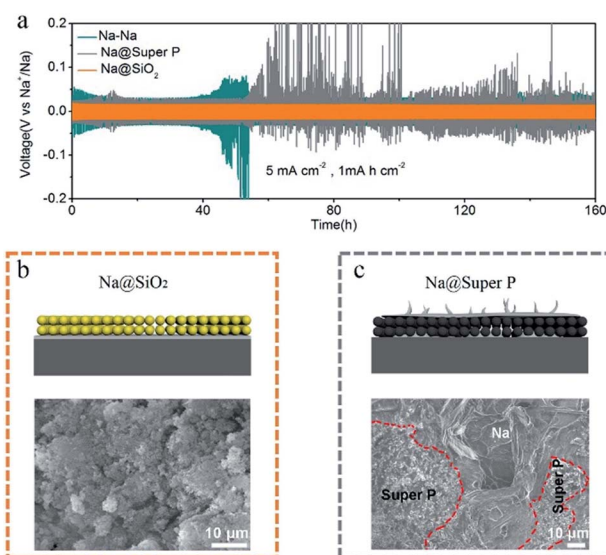 a
Na-Na
Na@Super P
Na@SiO₂
Voltage(V vs Na⁺/Na)
0.2
0.1
0.0
-0.1
-0.2
5 mA cm⁻² , 1mA h cm⁻²
0
40
80
120
160
Time(h)
b
Na@SiO₂
10 μm
c
Na@Super P
Na
Super P
Super P
10 μm